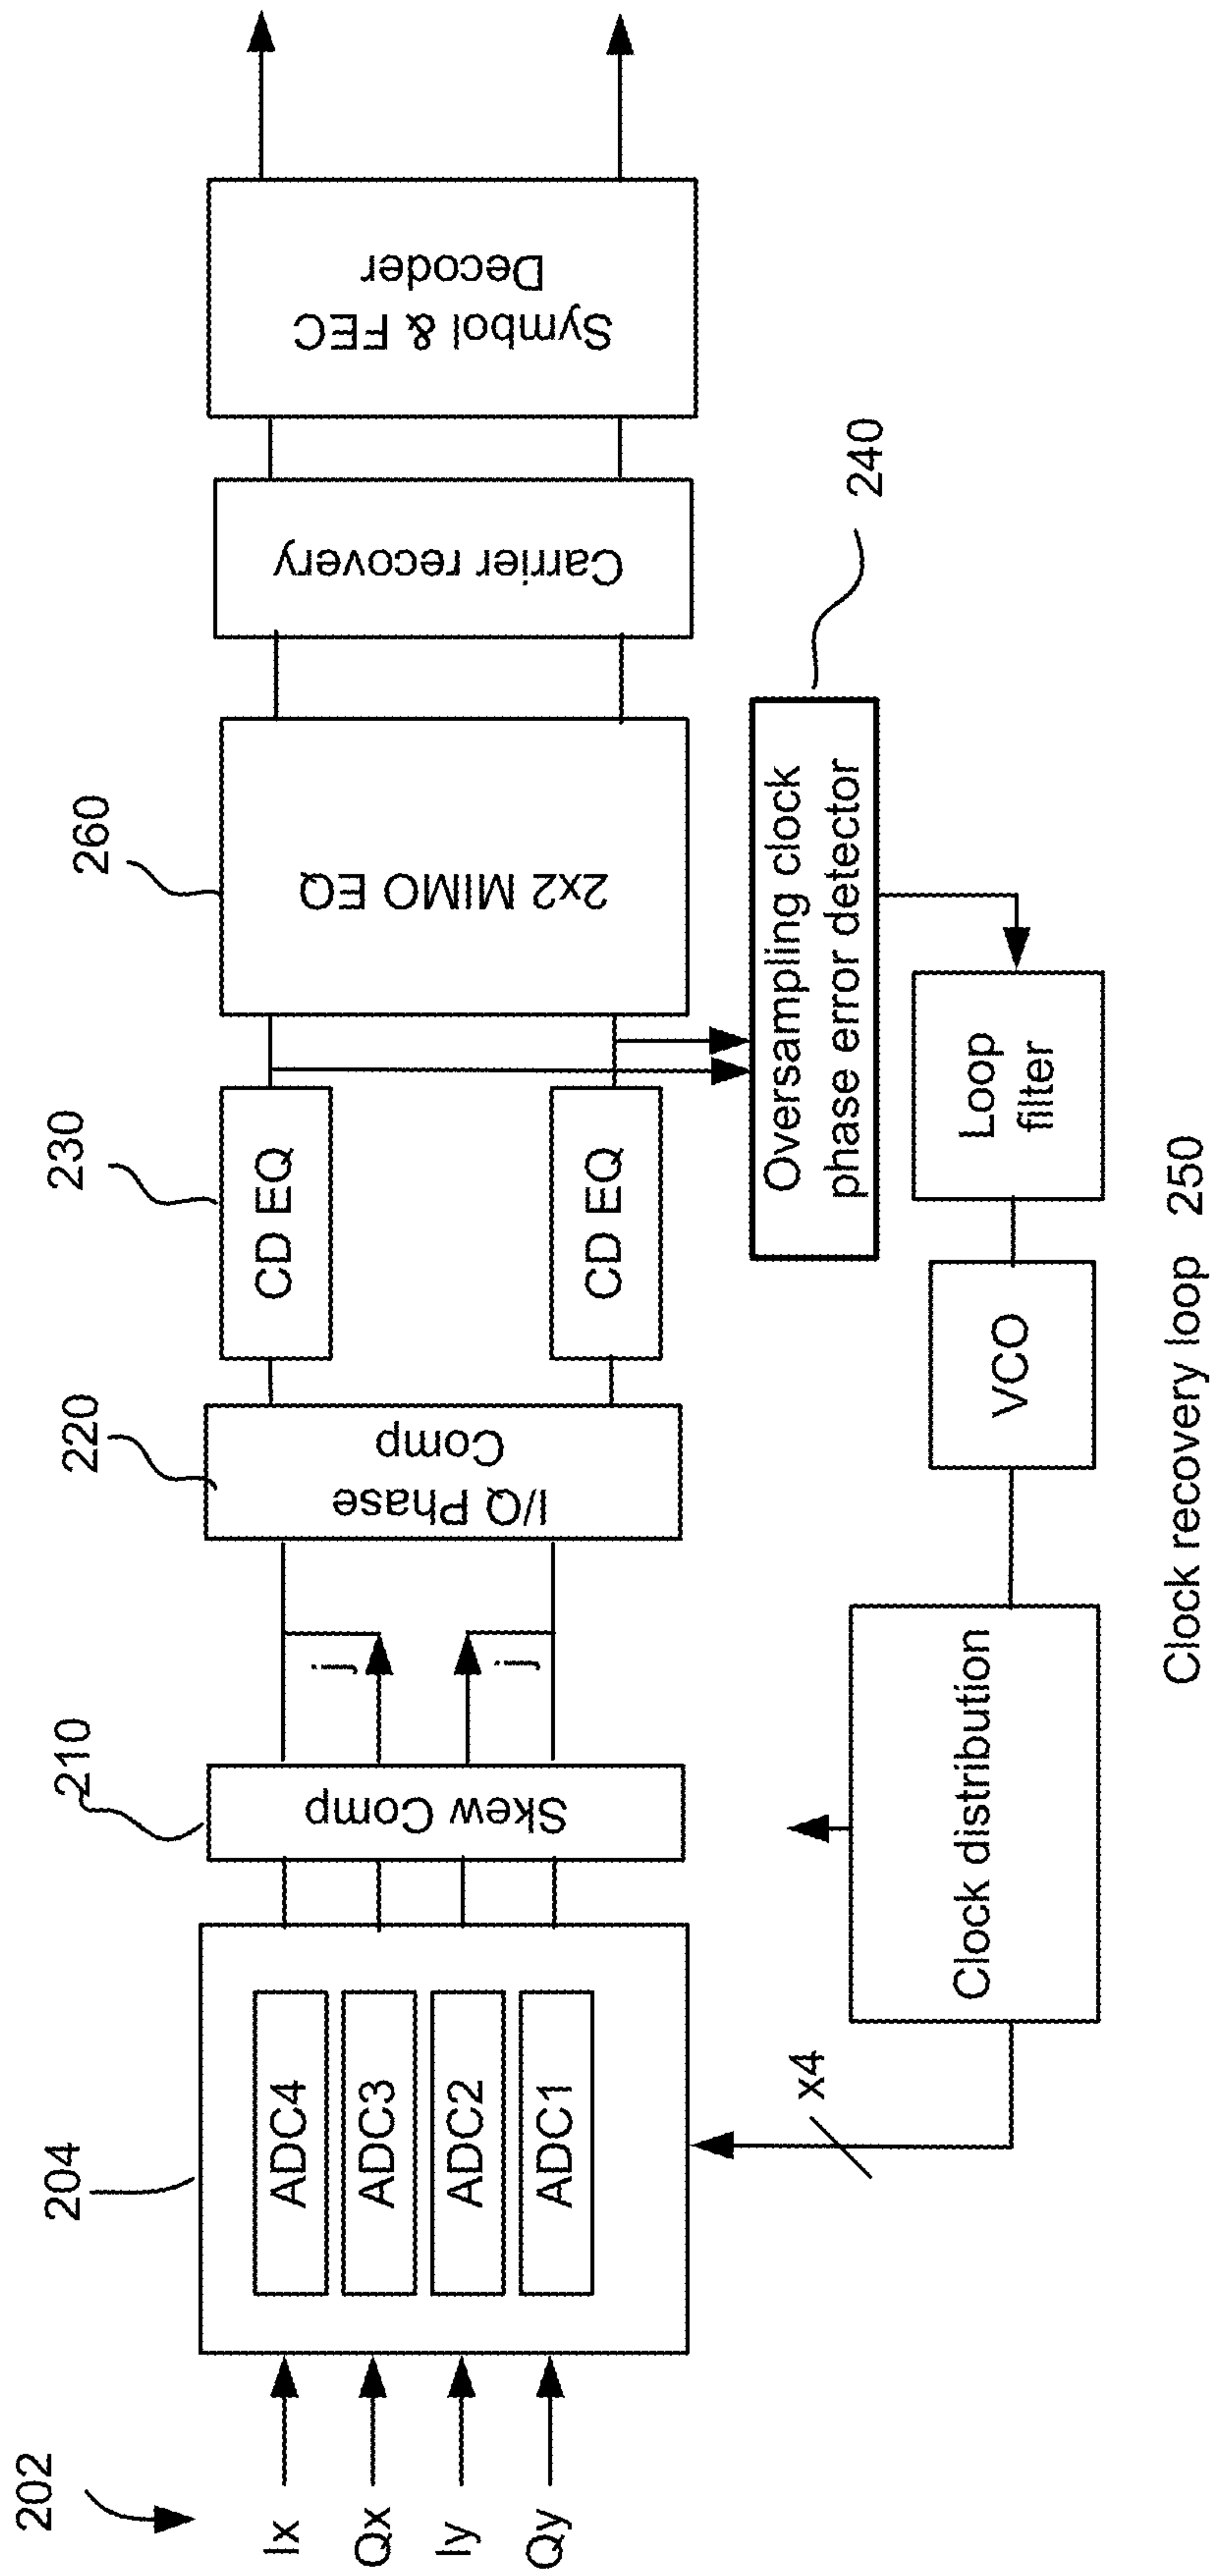 202
Ix
Qx
Iy
Qy
204
ADC4
ADC3
ADC2
ADC1
210
Skew Comp
j
j
220
I/Q Phase
Comp
230
CD EQ
CD EQ
260
2x2 MIMO EQ
Carrier recovery
Symbol & FEC
Decoder
240
Oversampling clock
phase error detector
Loop
filter
VCO
Clock distribution
x4
Clock recovery loop 250